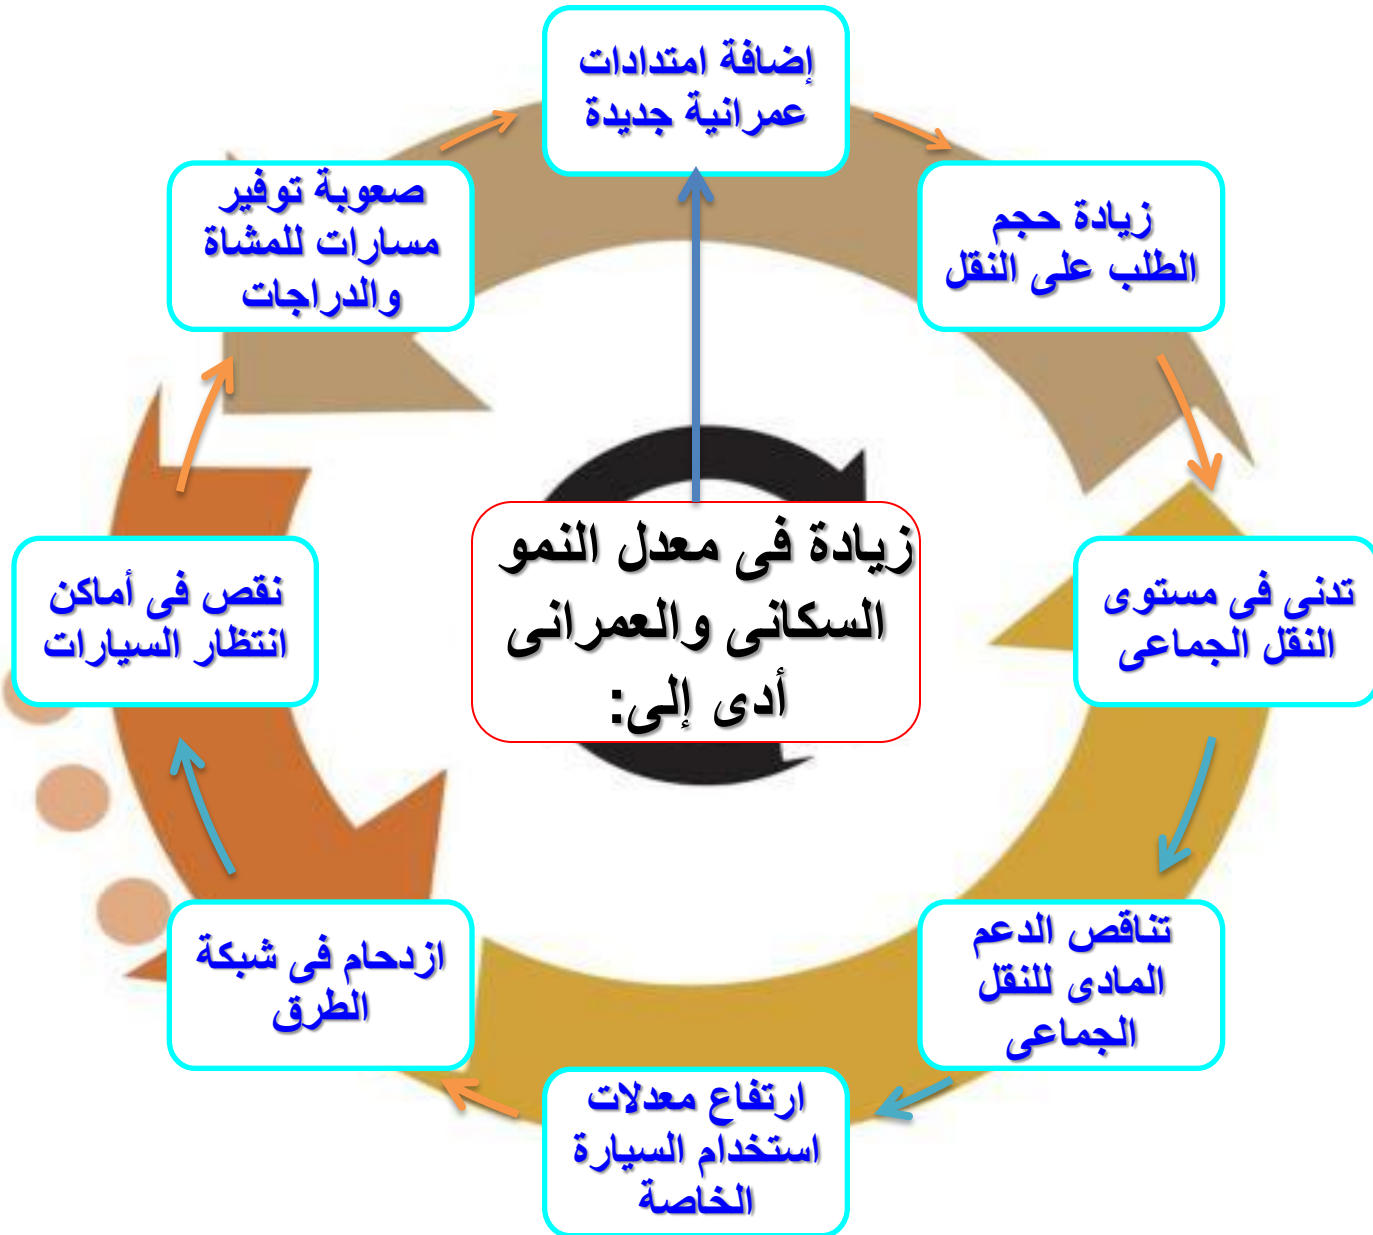 إضافة امتدادات
عمرانية جديدة
زيادة حجم
الطلب على النقل
تدنى فى مستوى
النقل الجماعى
تناقص الدعم
المادى للنقل
الجماعى
ارتفاع معدلات
استخدام السيارة
الخاصة
ازدحام فى شبكة
الطرق
نقص فى أماكن
انتظار السيارات
صعوبة توفير
مسارات للمشاة
والدراجات
زيادة فى معدل النمو
السكانى والعمرانى
أدى إلى: